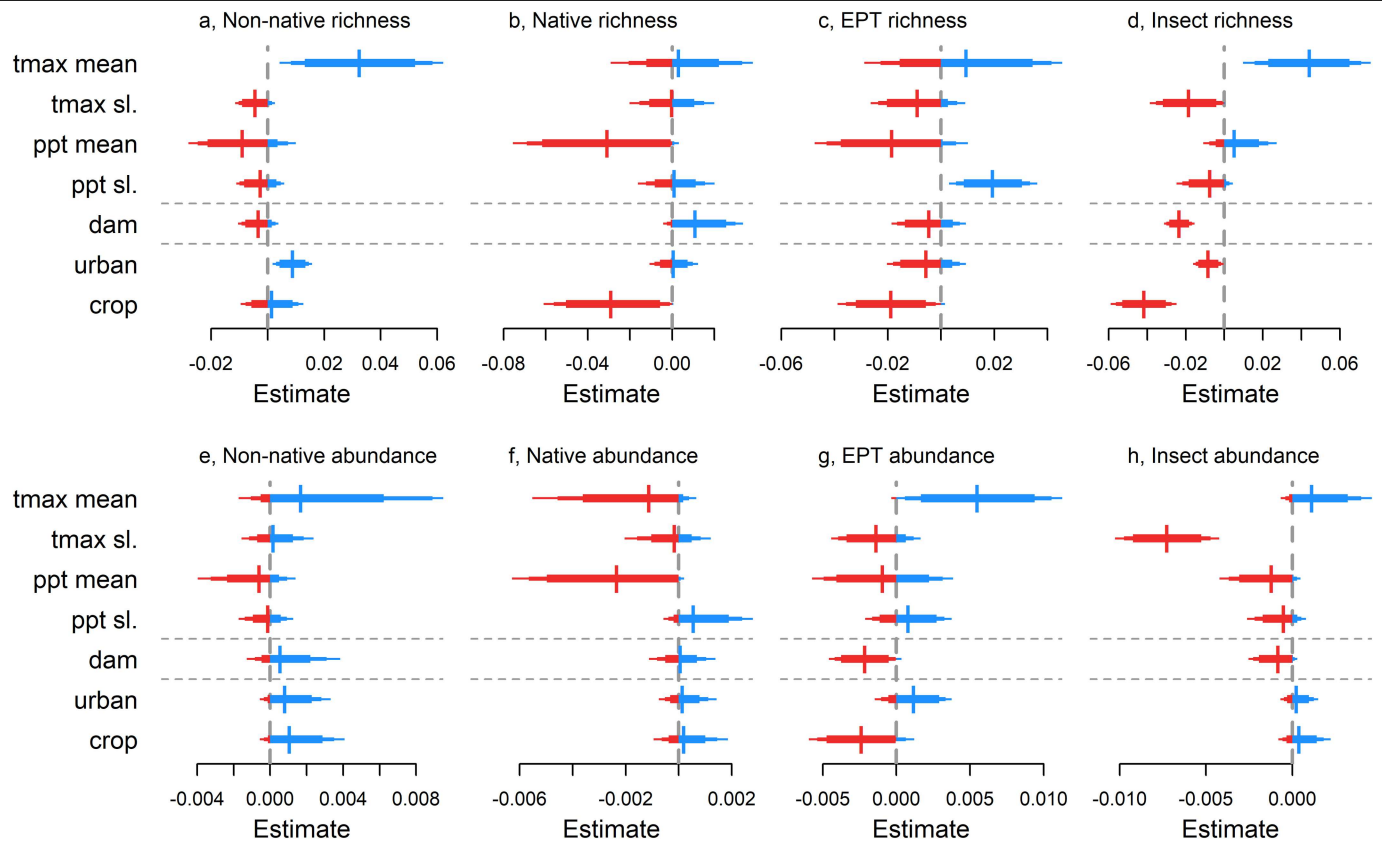 a, Non-native richness
b, Native richness
c, EPT richness
d, Insect richness
tmax mean
tmax sl.
ppt mean
ppt sl.
dam
urban
crop
-0.02 0.02 0.04 0.06
-0.08 -0.04 0.00
-0.06 -0.02 0.02
-0.06 -0.02 0.02 0.06
Estimate Estimate Estimate Estimate
e, Non-native abundance
f, Native abundance
g, EPT abundance
h, Insect abundance
tmax mean
tmax sl.
ppt mean
ppt sl.
dam
urban
crop
-0.004 0.000 0.004 0.008
-0.006 -0.002 0.002
-0.005 0.000 0.005 0.010
-0.010 -0.005 0.000
Estimate Estimate Estimate Estimate